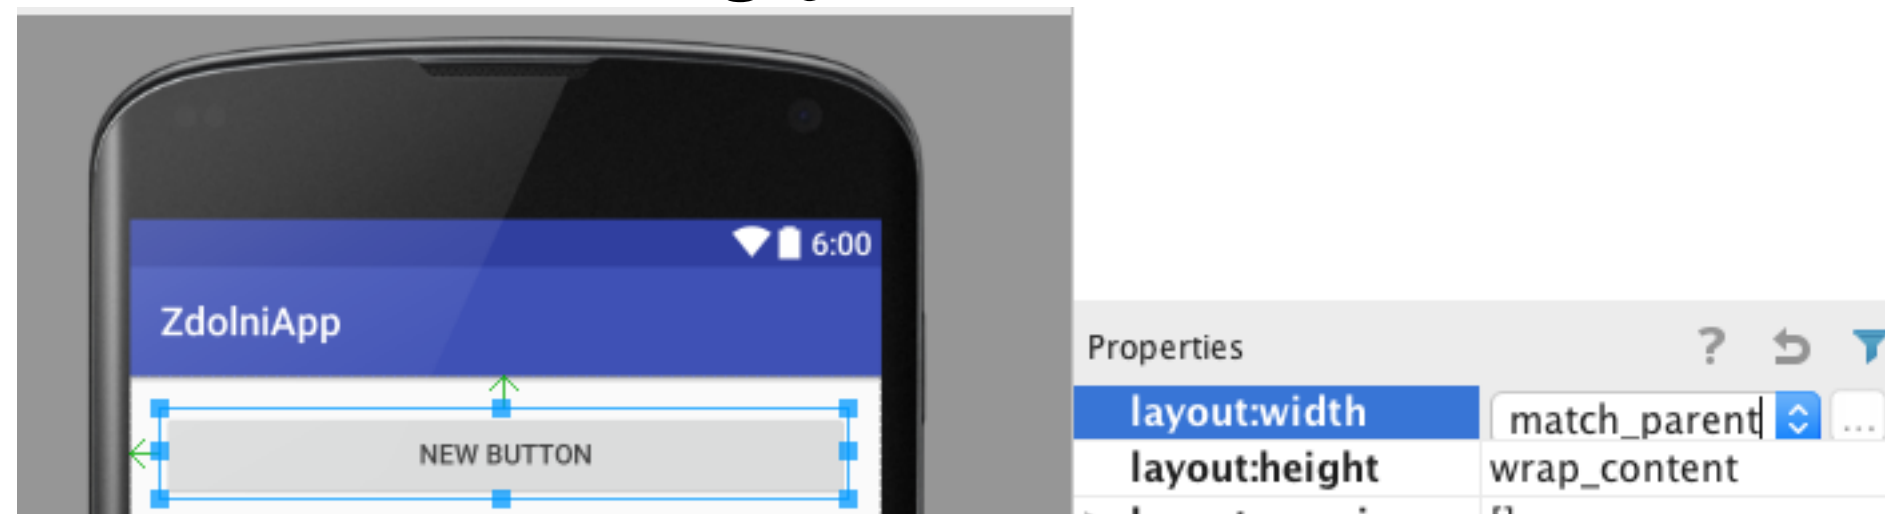 6:00
ZdolniApp
NEW BUTTON
Properties ?
layout:width match_parent ...
layout:height wrap_content